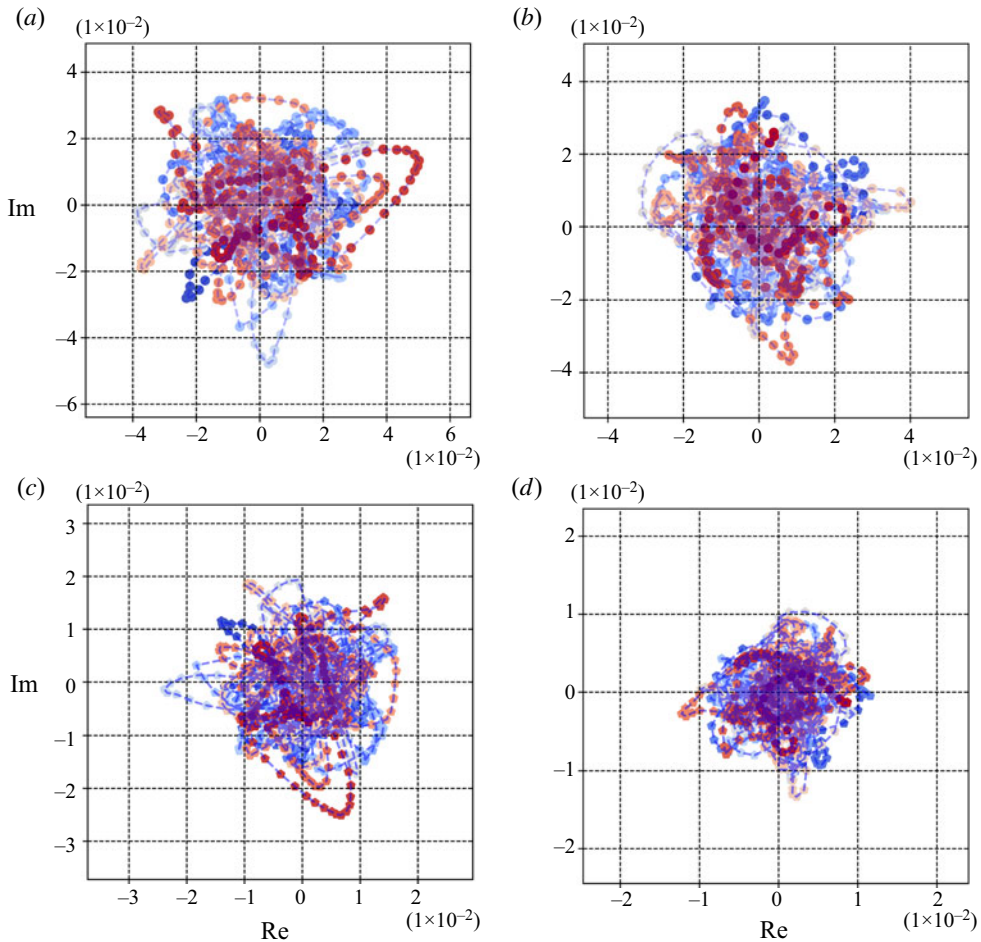 (a) (1×10⁻²)
4
2
Im 0
–2
–4
–6
–4 –2 0 2 4 6
(1×10⁻²)
(b) (1×10⁻²)
4
2
0
–2
–4
–4 –2 0 2 4
(1×10⁻²)
(c) (1×10⁻²)
3
2
1
Im 0
–1
–2
–3
–3 –2 –1 0 1 2
(1×10⁻²)
Re
(d) (1×10⁻²)
2
1
0
–1
–2
–2 –1 0 1 2
(1×10⁻²)
Re